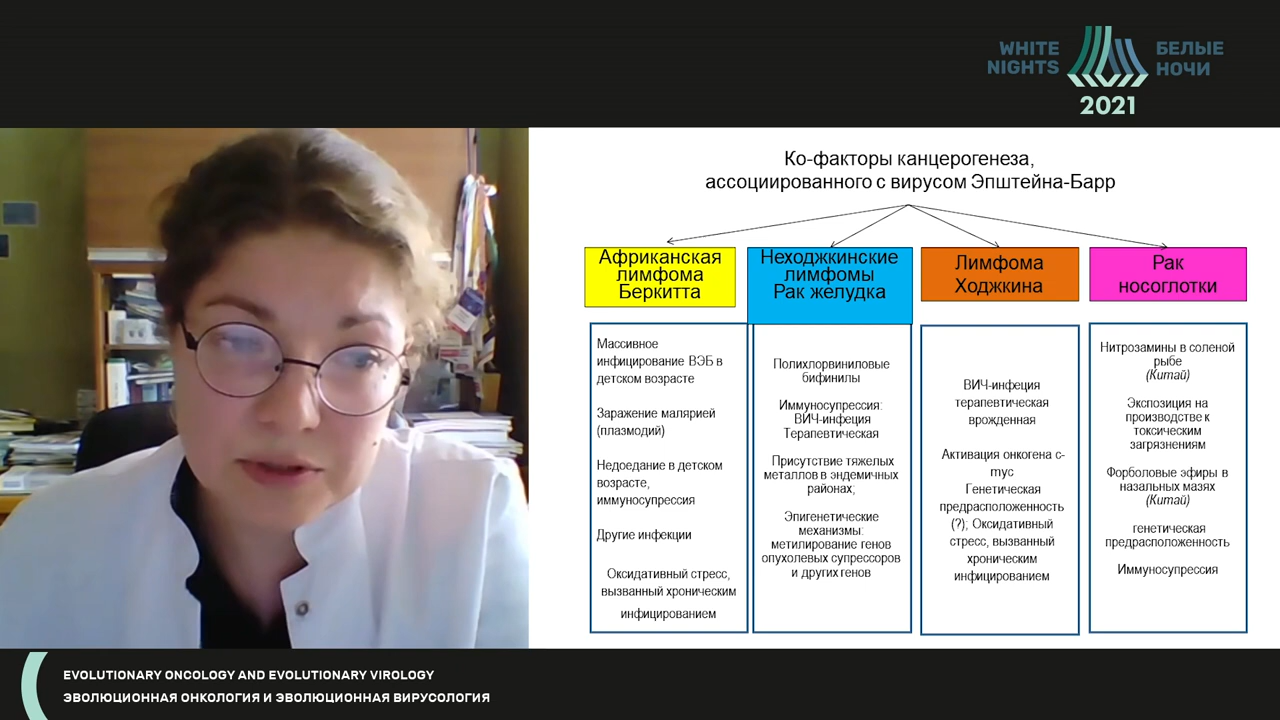 WHITE
NIGHTS
БЕЛЫЕ
НОЧИ
2021
Ко-факторы канцерогенеза,
ассоциированного с вирусом Эпштейна-Барр
Африканская
лимфома
Беркитта
Массивное
инфицирование ВЭБ в
детском возрасте
Заражение малярией
(плазмодий)
Недоедание в детском
возрасте,
иммуносупрессия
Другие инфекции
Оксидативный стресс,
вызванный хроническим
инфицированием
Неходжкинские
лимфомы
Рак желудка
Полихлорвиниловые
бифинилы
Иммуносупрессия:
ВИЧ-инфеция
Терапевтическая
Присутствие тяжелых
металлов в эндемичных
районах;
Эпигенетические
механизмы:
метилирование генов
опухолевых супрессоров
и других генов
Лимфома
Ходжкина
ВИЧ-инфеция
терапевтическая
врожденная
Активация онкогена c-
myc
Генетическая
предрасположенность
(?); Оксидативный
стресс, вызванный
хроническим
инфицированием
Рак
носоглотки
Нитрозамины в соленой
рыбе
(Китай)
Экспозиция на
производстве к
токсическим
загрязнениям
Форболовые эфиры в
назальных мазях
(Китай)
генетическая
предрасположенность
Иммуносупрессия
EVOLUTIONARY ONCOLOGY AND EVOLUTIONARY VIROLOGY
ЭВОЛЮЦИОННАЯ ОНКОЛОГИЯ И ЭВОЛЮЦИОННАЯ ВИРУСОЛОГИЯ